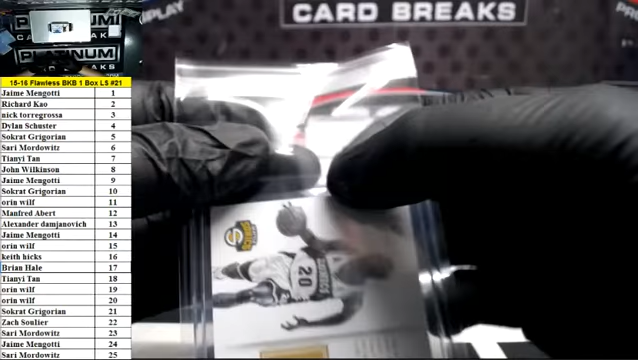 CARD BREAKS
PLATINUM
PLATINUM
15-16 Flawless BKB 1 Box LS #21
Jaime Mengotti 1
Richard Kao 2
nick torregrossa 3
Dylan Schuster 4
Sokrat Grigorian 5
Sari Mordowitz 6
Tianyi Tan 7
John Wilkinson 8
Jaime Mengotti 9
Sokrat Grigorian 10
orin wilf 11
Manfred Abert 12
Alexander damjanovich 13
Jaime Mengotti 14
orin wilf 15
keith hicks 16
Brian Hale 17
Tianyi Tan 18
orin wilf 19
orin wilf 20
Sokrat Grigorian 21
Zach Soulier 22
Sari Mordowitz 23
Jaime Mengotti 24
Sari Mordowitz 25
20